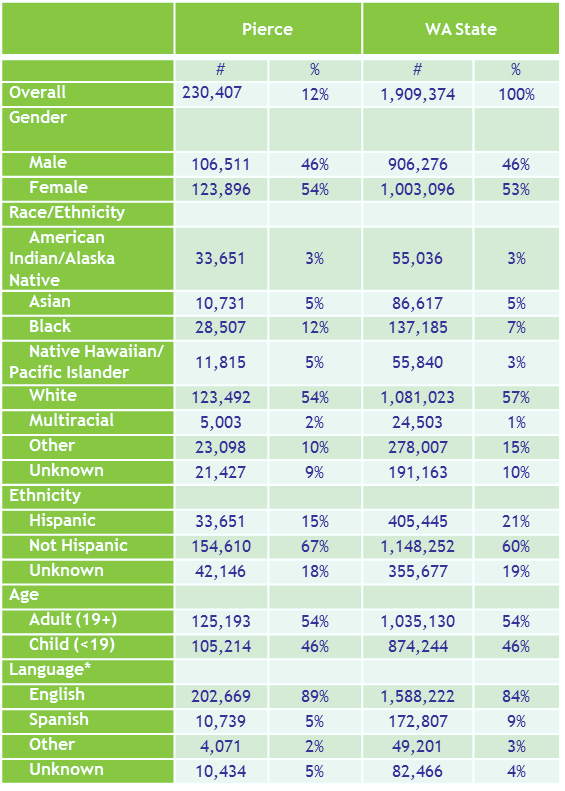 Pierce WA State
# % # %
Overall 230,407 12% 1,909,374 100%
Gender
Male 106,511 46% 906,276 46%
Female 123,896 54% 1,003,096 53%
Race/Ethnicity
American
Indian/Alaska 33,651 3% 55,036 3%
Native
Asian 10,731 5% 86,617 5%
Black 28,507 12% 137,185 7%
Native Hawaiian/
Pacific Islander 11,815 5% 55,840 3%
White 123,492 54% 1,081,023 57%
Multiracial 5,003 2% 24,503 1%
Other 23,098 10% 278,007 15%
Unknown 21,427 9% 191,163 10%
Ethnicity
Hispanic 33,651 15% 405,445 21%
Not Hispanic 154,610 67% 1,148,252 60%
Unknown 42,146 18% 355,677 19%
Age
Adult (19+) 125,193 54% 1,035,130 54%
Child (<19) 105,214 46% 874,244 46%
Language*
English 202,669 89% 1,588,222 84%
Spanish 10,739 5% 172,807 9%
Other 4,071 2% 49,201 3%
Unknown 10,434 5% 82,466 4%